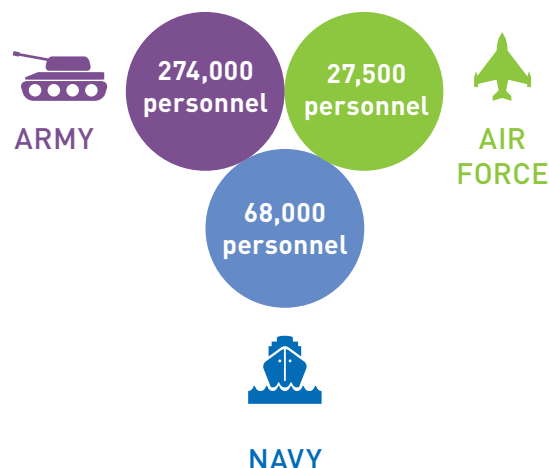 274,000
personnel
27,500
personnel
ARMY
AIR
FORCE
68,000
personnel
NAVY